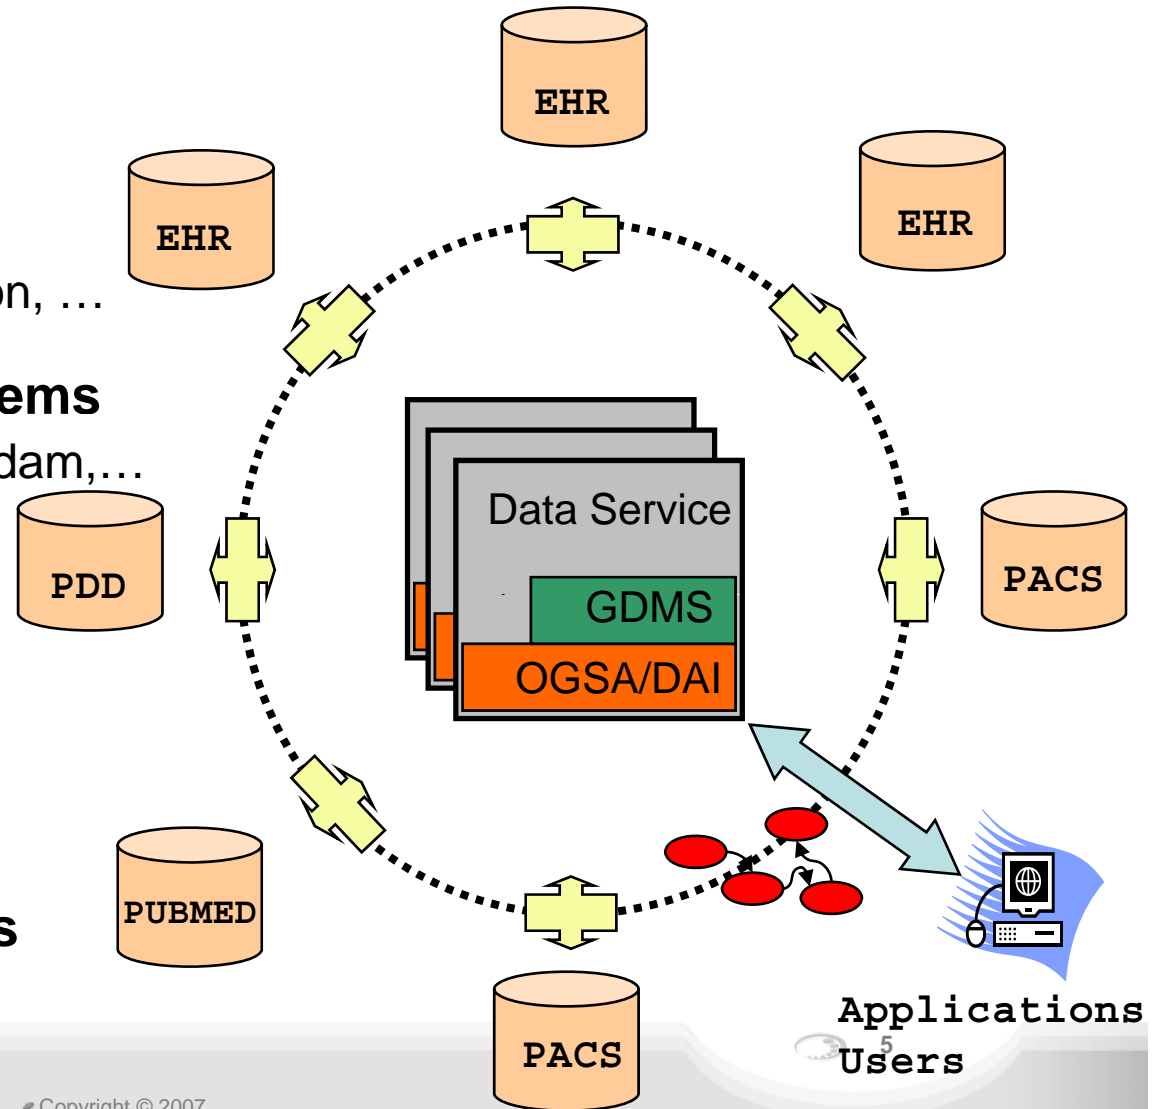 EHR
EHR
EHR
on, …
ems
dam,…
Data Service
PDD
PACS
GDMS
OGSA/DAI
PUBMED
s
PACS
Applications
5
Users
Copyright © 2007